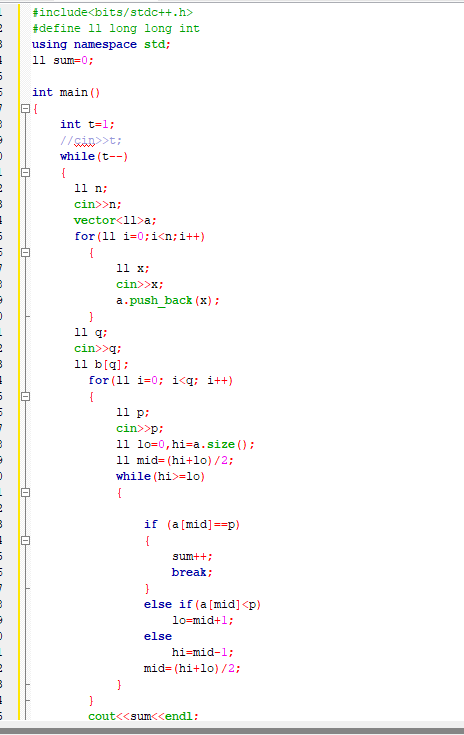 #include<bits/stdc++.h>
#define ll long long int
using namespace std;
ll sum=0;
int main()
{
int t=1;
//cin>>t;
while(t--)
{
ll n;
cin>>n;
vector<ll>a;
for(ll i=0;i<n;i++)
{
ll x;
cin>>x;
a.push_back(x);
}
ll q;
cin>>q;
ll b[q];
for(ll i=0; i<q; i++)
{
ll p;
cin>>p;
ll lo=0,hi=a.size();
ll mid=(hi+lo)/2;
while(hi>=lo)
{
if (a[mid]==p)
{
sum++;
break;
}
else if(a[mid]<p)
lo=mid+1;
else
hi=mid-1;
mid=(hi+lo)/2;
}
}
cout<<sum<<endl;